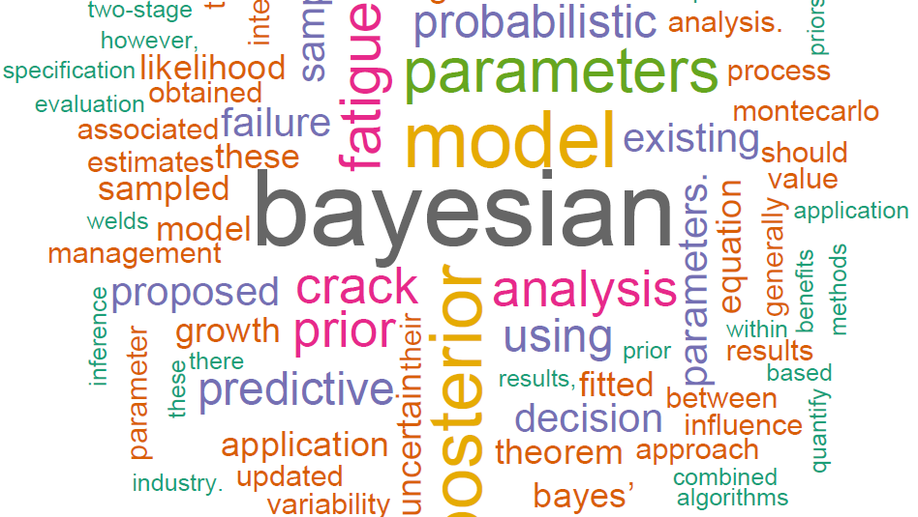 two-stage
however,
specification
likelihood
evaluation
obtained
associated
failure
estimates
these
sampled
welds
model
management
fatigue
probabilistic
analysis.
priors
parameters
process
montecarlo
model
existing
should
value
bayesian
application
parameters.
equation
generally
benefits
methods
proposed
crack
analysis
inference
parameter
growth
prior
using
within
prior
results
these
there
predictive
uncertain
their
results,
fitted
based
between
decision
influence
quantify
application
theorem
approach
industry.
updated
variability
bayes’
combined
algorithms